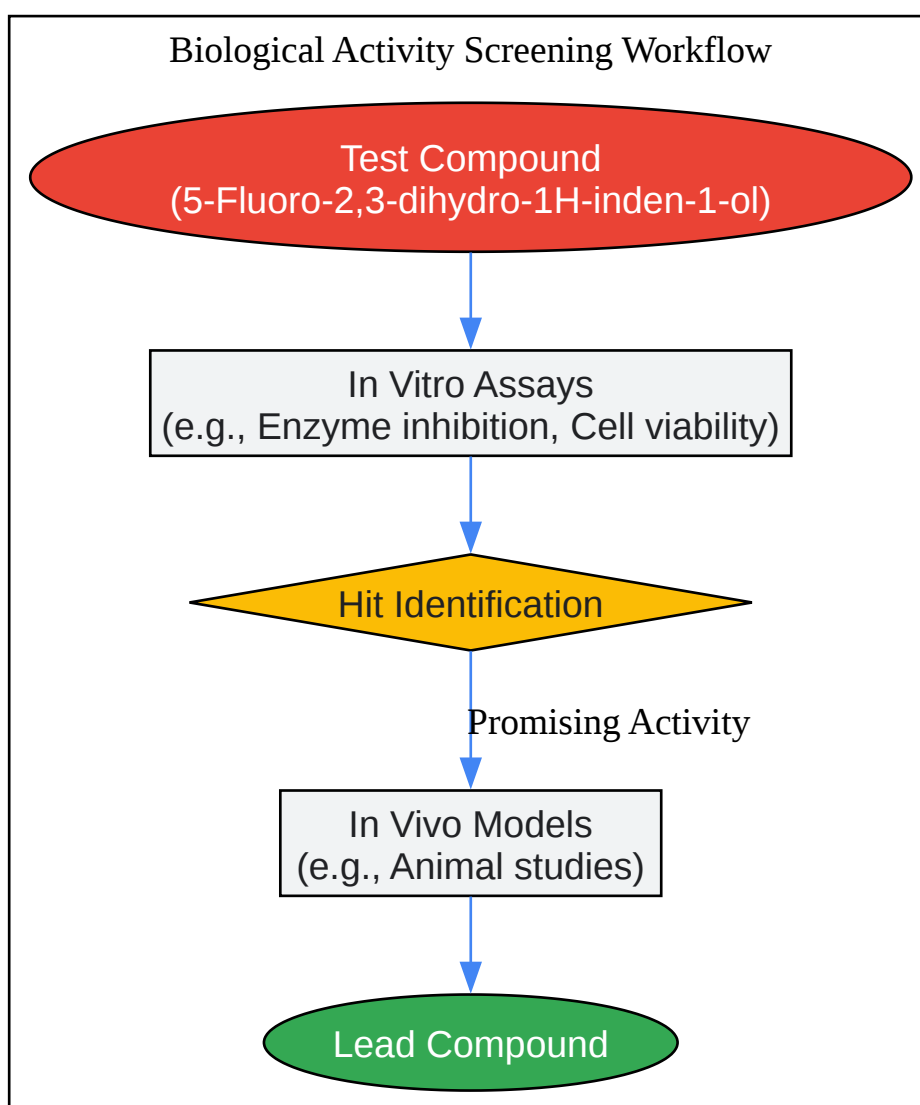 Biological Activity Screening Workflow
Test Compound
(5-Fluoro-2,3-dihydro-1H-inden-1-ol)
In Vitro Assays
(e.g., Enzyme inhibition, Cell viability)
Hit Identification
Promising Activity
In Vivo Models
(e.g., Animal studies)
Lead Compound